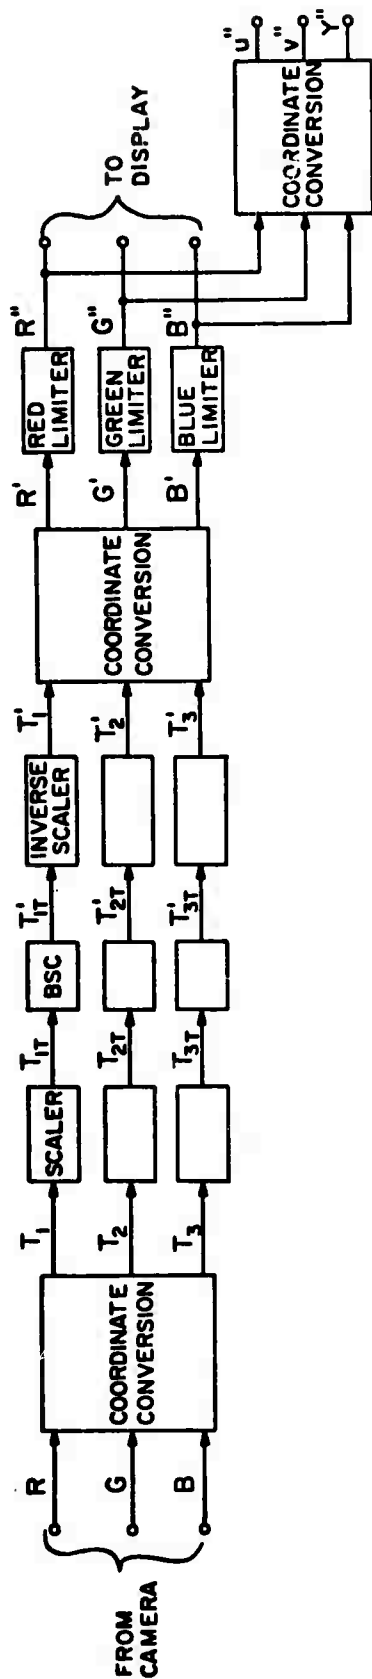 FROM
CAMERA
R
G
B
COORDINATE
CONVERSION
T1
T2
T3
SCALER
T1T
T2T
T3T
BSC
T'1T
T'2T
T'3T
INVERSE
SCALER
T'1
T'2
T'3
COORDINATE
CONVERSION
R'
G'
B'
RED
LIMITER
GREEN
LIMITER
BLUE
LIMITER
R"
G"
B"
TO
DISPLAY
COORDINATE
CONVERSION
u"
v"
Y"